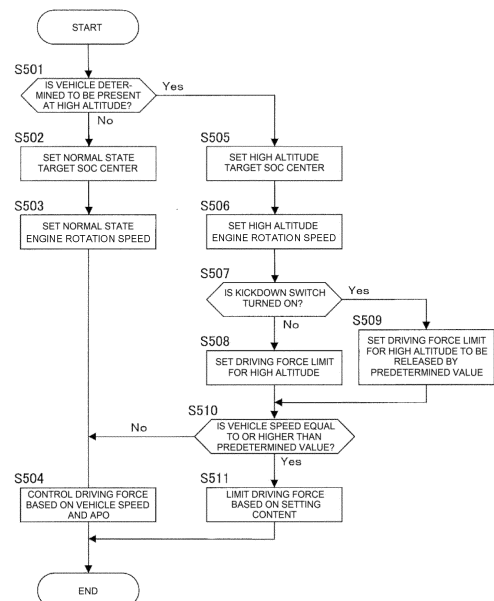 START
S501
IS VEHICLE DETER-
MINED TO BE PRESENT
AT HIGH ALTITUDE?
Yes
No
S502
SET NORMAL STATE
TARGET SOC CENTER
S505
SET HIGH ALTITUDE
TARGET SOC CENTER
S503
SET NORMAL STATE
ENGINE ROTATION SPEED
S506
SET HIGH ALTITUDE
ENGINE ROTATION SPEED
S507
IS KICKDOWN SWITCH
TURNED ON?
Yes
No
S508
SET DRIVING FORCE LIMIT
FOR HIGH ALTITUDE
S509
SET DRIVING FORCE LIMIT
FOR HIGH ALTITUDE TO BE
RELEASED BY
PREDETERMINED VALUE
S510
IS VEHICLE SPEED EQUAL
TO OR HIGHER THAN
PREDETERMINED VALUE?
No
Yes
S504
CONTROL DRIVING FORCE
BASED ON VEHICLE SPEED
AND APO
S511
LIMIT DRIVING FORCE
BASED ON SETTING
CONTENT
END